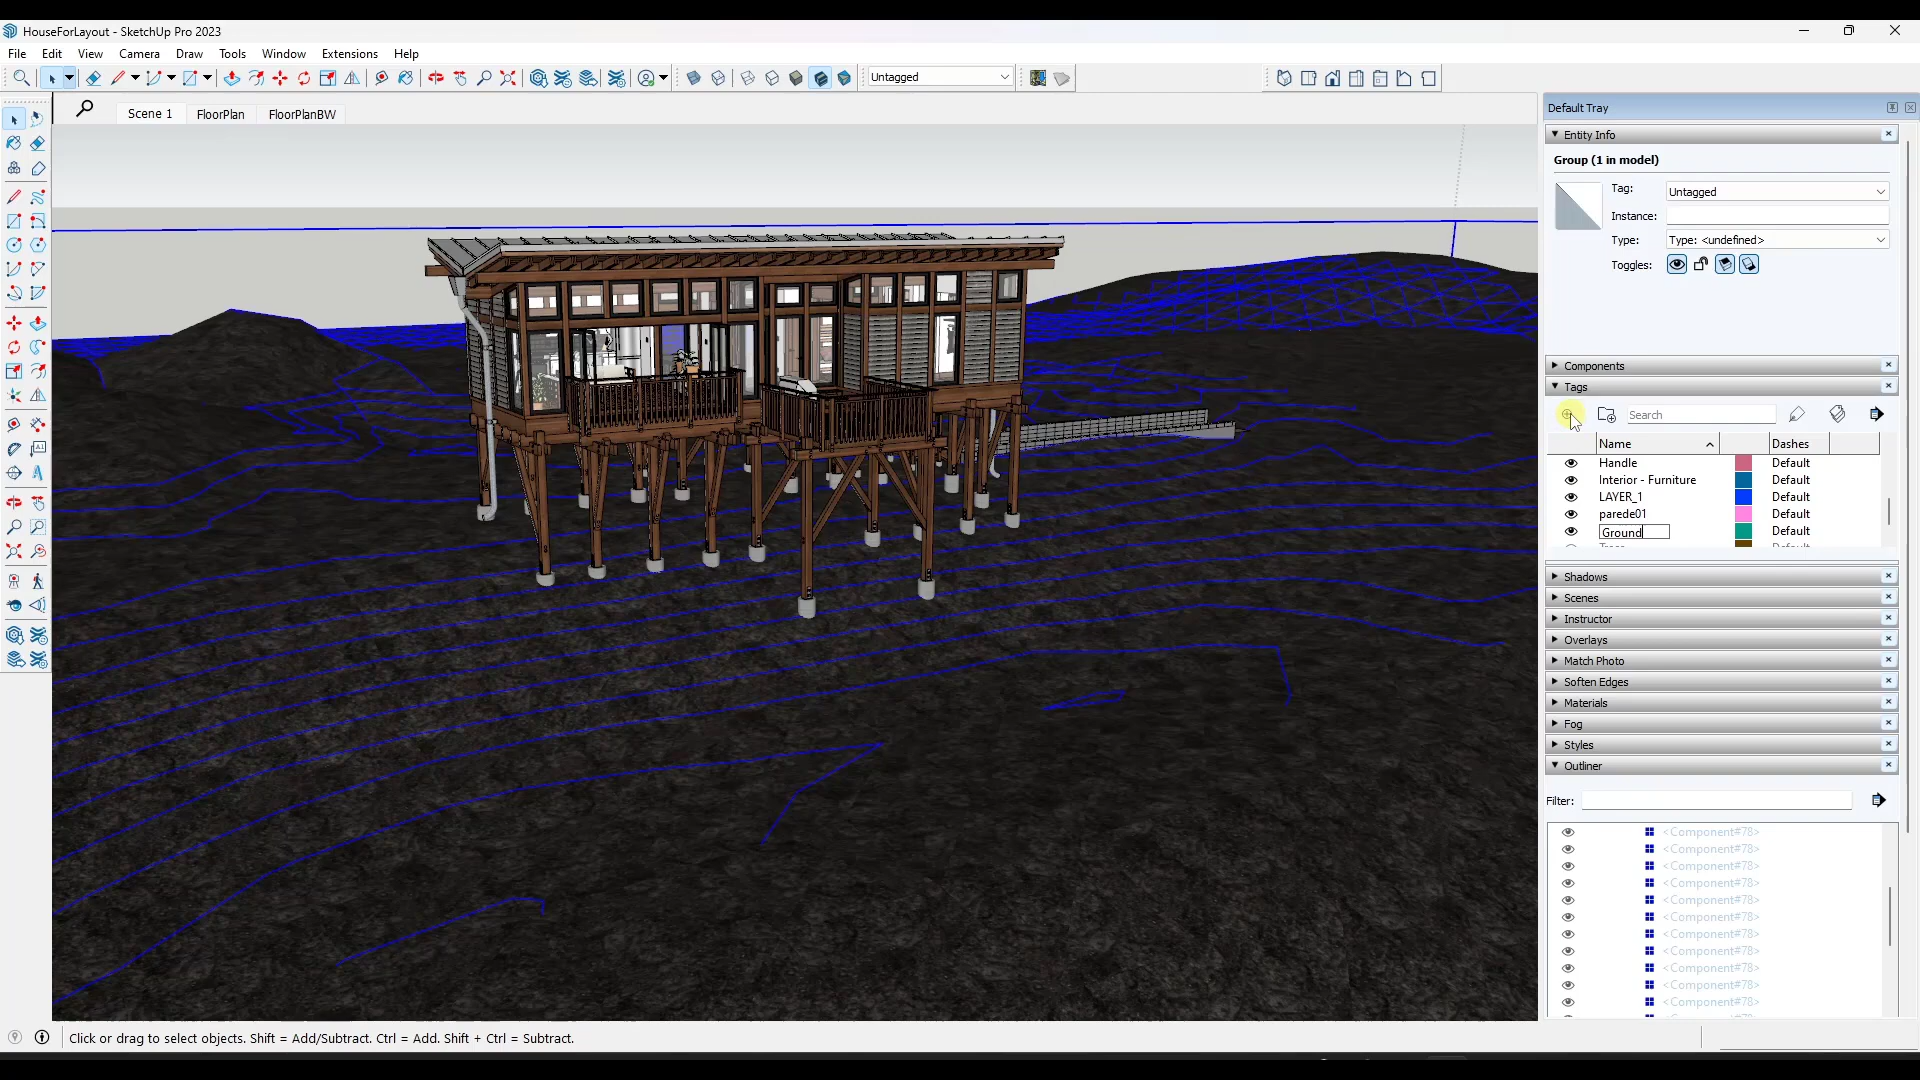 HouseForLayout - SketchUp Pro 2023
File Edit View Camera Draw Tools Window Extensions Help
Untagged
Scene 1 FloorPlan FloorPlanBW
Default Tray
Entity Info
Group (1 in model)
Tag: Untagged
Instance:
Type: Type: <undefined>
Toggles:
Components
Tags
Search
Name Dashes
Handle Default
Interior - Furniture Default
LAYER_1 Default
parede01 Default
Ground Default
Shadows
Scenes
Instructor
Overlays
Match Photo
Soften Edges
Materials
Fog
Styles
Outliner
Filter:
<Component#78>
<Component#78>
<Component#78>
<Component#78>
<Component#78>
<Component#78>
<Component#78>
<Component#78>
<Component#78>
<Component#78>
<Component#78>
Click or drag to select objects. Shift = Add/Subtract. Ctrl = Add. Shift + Ctrl = Subtract.